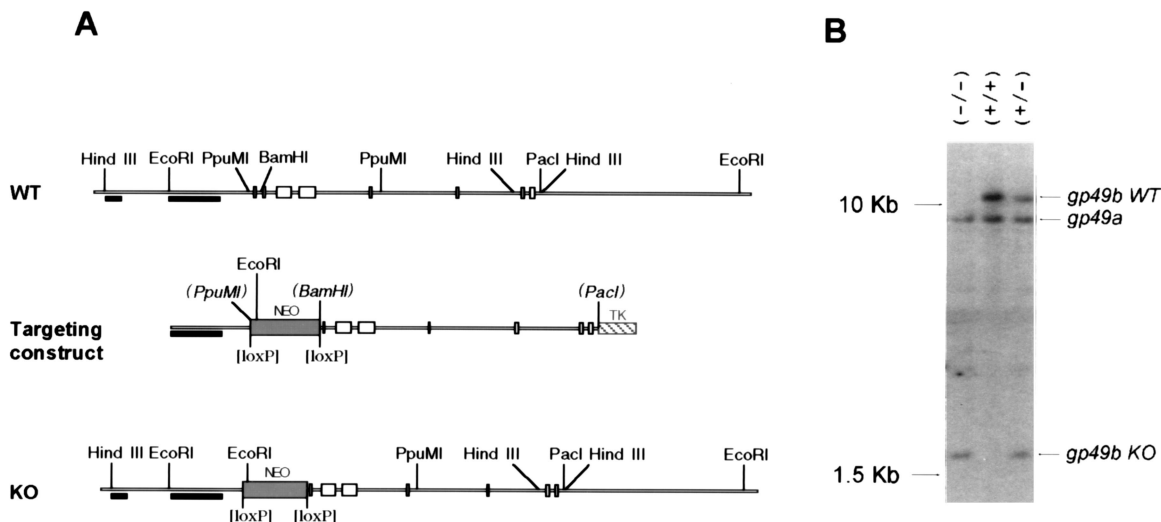 A
Hind III EcoRI PpuMI BamHI PpuMI Hind III PacI Hind III EcoRI
WT
EcoRI
(PpuMI) (BamHI) (PacI)
NEO TK
Targeting
construct
[loxP] [loxP]
Hind III EcoRI EcoRI PpuMI Hind III PacI Hind III EcoRI
NEO
KO
[loxP] [loxP]
B
(-/-) (+/+) (+/-)
10 Kb
gp49b WT
gp49a
gp49b KO
1.5 Kb